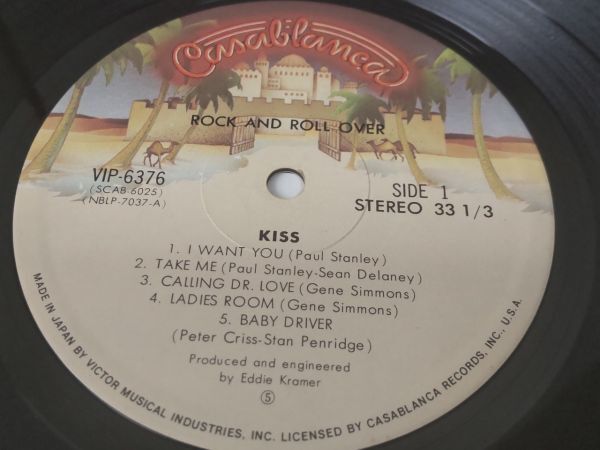 Casablanca
ROCK AND ROLL OVER
VIP-6376
(SCAB-6025)
(NBLP-7037-A)
SIDE 1
STEREO 33 1/3
KISS
1. I WANT YOU (Paul Stanley)
2. TAKE ME (Paul Stanley-Sean Delaney)
3. CALLING DR. LOVE (Gene Simmons)
4. LADIES ROOM (Gene Simmons)
5. BABY DRIVER
(Peter Criss-Stan Penridge)
Produced and engineered
by Eddie Kramer
⑤
MADE IN JAPAN BY VICTOR MUSICAL INDUSTRIES, INC. LICENSED BY CASABLANCA RECORDS, INC., U.S.A.